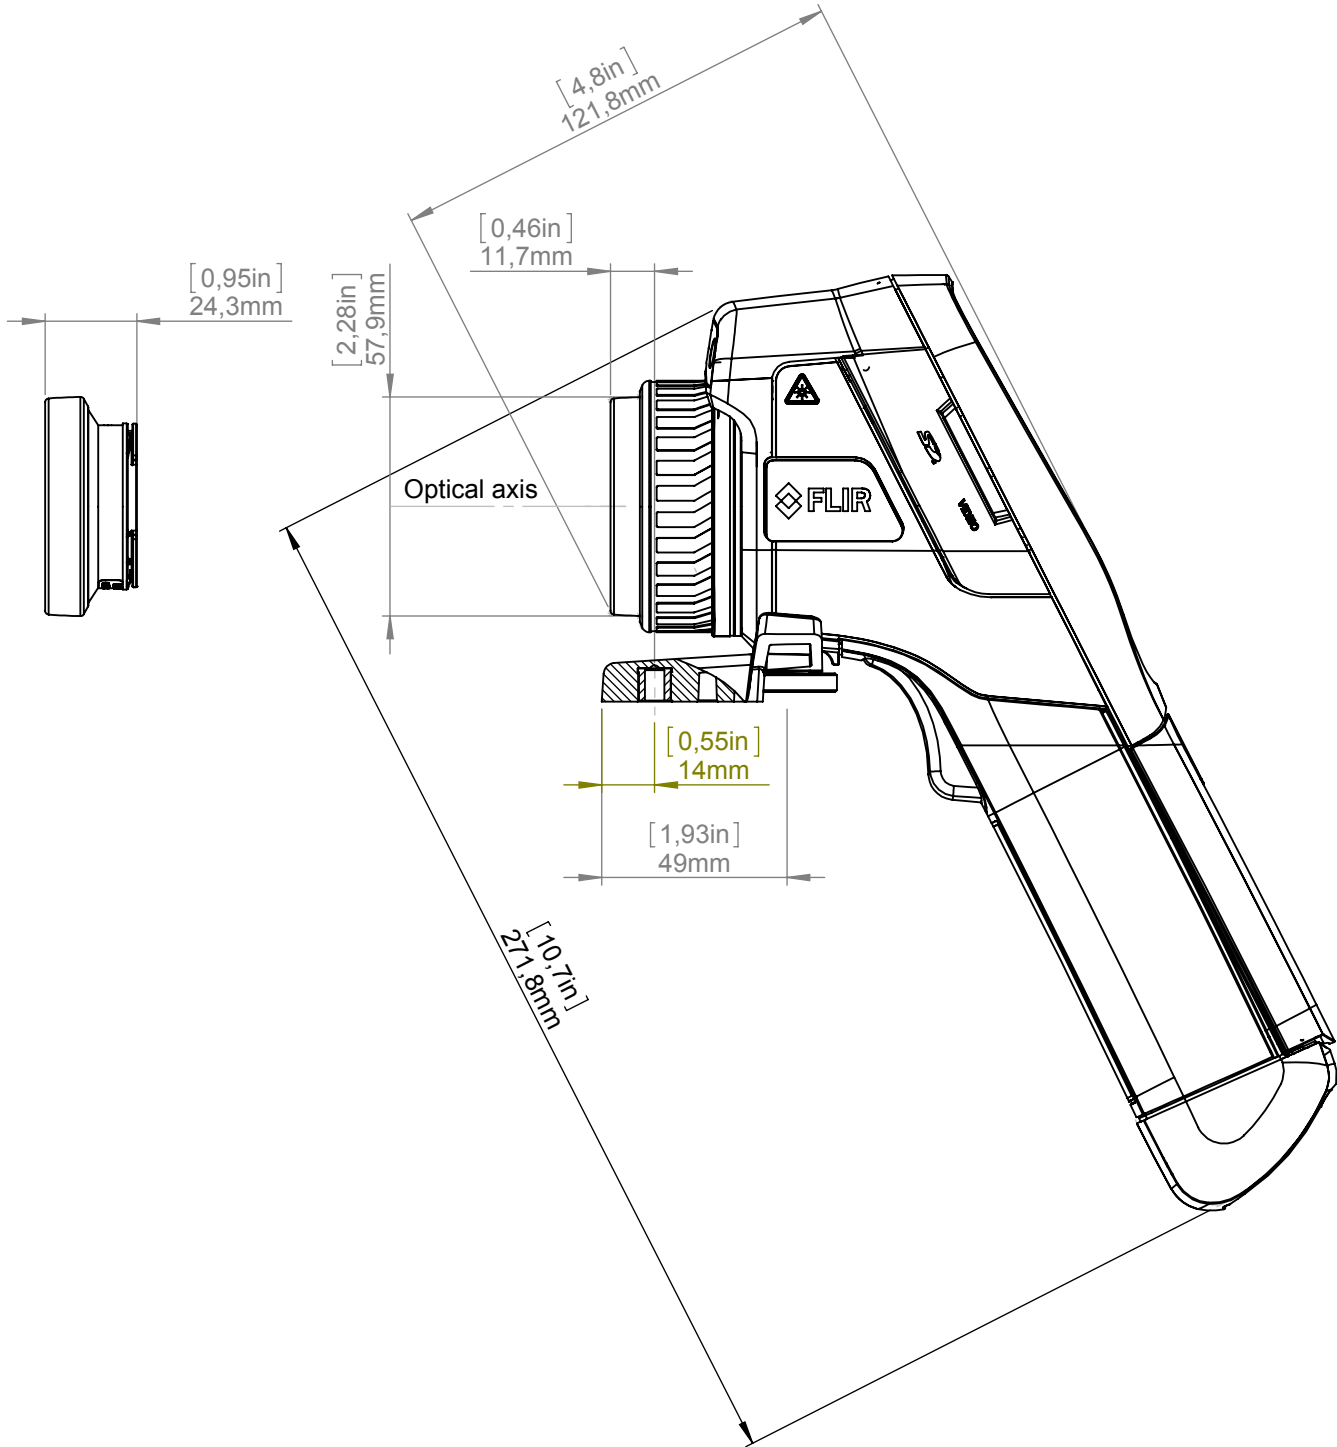 [4,8in]
121,8mm
[0,46in]
11,7mm
[0,95in]
24,3mm
[2,28in]
57,9mm
Optical axis
FLIR
VIDEO
[0,55in]
14mm
[1,93in]
49mm
[10,7in]
271,8mm